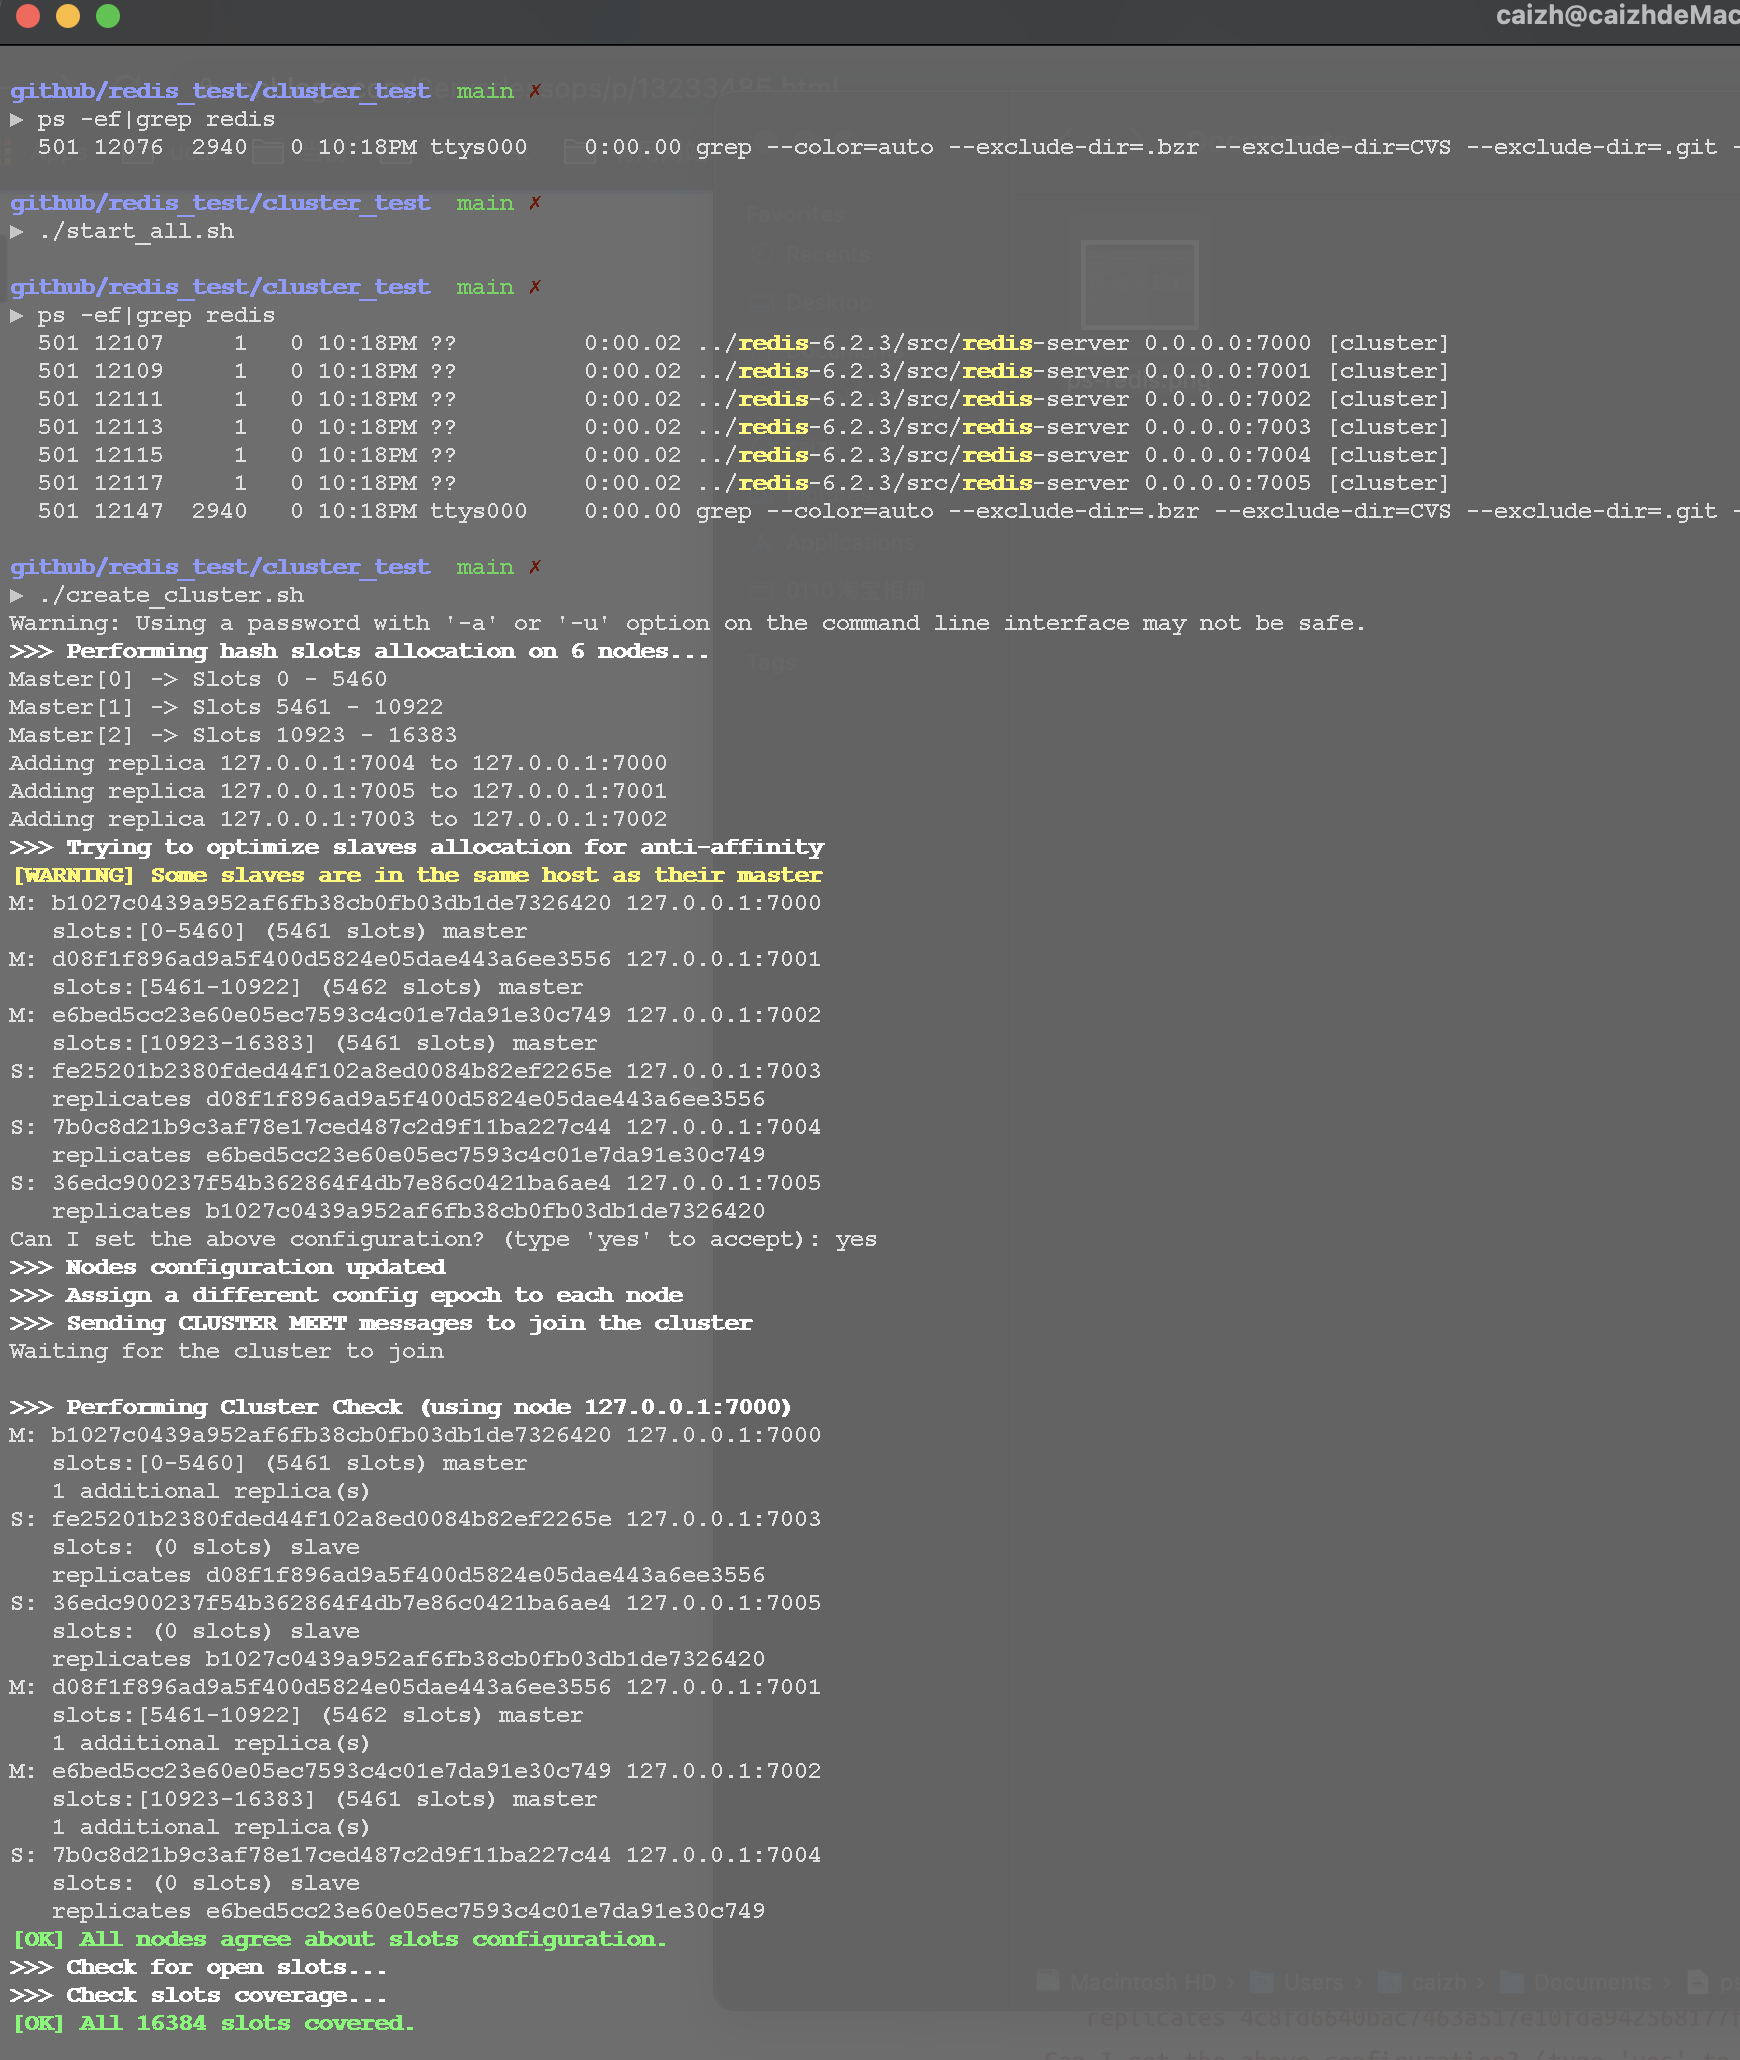 caizh@caizhdeMac
github/redis_test/cluster_test main ✗
▶ ps -ef|grep redis
501 12076 2940 0 10:18PM ttys000 0:00.00 grep --color=auto --exclude-dir=.bzr --exclude-dir=CVS --exclude-dir=.git -
github/redis_test/cluster_test main ✗
▶ ./start_all.sh
github/redis_test/cluster_test main ✗
▶ ps -ef|grep redis
501 12107 1 0 10:18PM ?? 0:00.02 ../redis-6.2.3/src/redis-server 0.0.0.0:7000 [cluster]
501 12109 1 0 10:18PM ?? 0:00.02 ../redis-6.2.3/src/redis-server 0.0.0.0:7001 [cluster]
501 12111 1 0 10:18PM ?? 0:00.02 ../redis-6.2.3/src/redis-server 0.0.0.0:7002 [cluster]
501 12113 1 0 10:18PM ?? 0:00.02 ../redis-6.2.3/src/redis-server 0.0.0.0:7003 [cluster]
501 12115 1 0 10:18PM ?? 0:00.02 ../redis-6.2.3/src/redis-server 0.0.0.0:7004 [cluster]
501 12117 1 0 10:18PM ?? 0:00.02 ../redis-6.2.3/src/redis-server 0.0.0.0:7005 [cluster]
501 12147 2940 0 10:18PM ttys000 0:00.00 grep --color=auto --exclude-dir=.bzr --exclude-dir=CVS --exclude-dir=.git -
github/redis_test/cluster_test main ✗
▶ ./create_cluster.sh
Warning: Using a password with '-a' or '-u' option on the command line interface may not be safe.
>>> Performing hash slots allocation on 6 nodes...
Master[0] -> Slots 0 - 5460
Master[1] -> Slots 5461 - 10922
Master[2] -> Slots 10923 - 16383
Adding replica 127.0.0.1:7004 to 127.0.0.1:7000
Adding replica 127.0.0.1:7005 to 127.0.0.1:7001
Adding replica 127.0.0.1:7003 to 127.0.0.1:7002
>>> Trying to optimize slaves allocation for anti-affinity
[WARNING] Some slaves are in the same host as their master
M: b1027c0439a952af6fb38cb0fb03db1de7326420 127.0.0.1:7000
slots:[0-5460] (5461 slots) master
M: d08f1f896ad9a5f400d5824e05dae443a6ee3556 127.0.0.1:7001
slots:[5461-10922] (5462 slots) master
M: e6bed5cc23e60e05ec7593c4c01e7da91e30c749 127.0.0.1:7002
slots:[10923-16383] (5461 slots) master
S: fe25201b2380fded44f102a8ed0084b82ef2265e 127.0.0.1:7003
replicates d08f1f896ad9a5f400d5824e05dae443a6ee3556
S: 7b0c8d21b9c3af78e17ced487c2d9f11ba227c44 127.0.0.1:7004
replicates e6bed5cc23e60e05ec7593c4c01e7da91e30c749
S: 36edc900237f54b362864f4db7e86c0421ba6ae4 127.0.0.1:7005
replicates b1027c0439a952af6fb38cb0fb03db1de7326420
Can I set the above configuration? (type 'yes' to accept): yes
>>> Nodes configuration updated
>>> Assign a different config epoch to each node
>>> Sending CLUSTER MEET messages to join the cluster
Waiting for the cluster to join
>>> Performing Cluster Check (using node 127.0.0.1:7000)
M: b1027c0439a952af6fb38cb0fb03db1de7326420 127.0.0.1:7000
slots:[0-5460] (5461 slots) master
1 additional replica(s)
S: fe25201b2380fded44f102a8ed0084b82ef2265e 127.0.0.1:7003
slots: (0 slots) slave
replicates d08f1f896ad9a5f400d5824e05dae443a6ee3556
S: 36edc900237f54b362864f4db7e86c0421ba6ae4 127.0.0.1:7005
slots: (0 slots) slave
replicates b1027c0439a952af6fb38cb0fb03db1de7326420
M: d08f1f896ad9a5f400d5824e05dae443a6ee3556 127.0.0.1:7001
slots:[5461-10922] (5462 slots) master
1 additional replica(s)
M: e6bed5cc23e60e05ec7593c4c01e7da91e30c749 127.0.0.1:7002
slots:[10923-16383] (5461 slots) master
1 additional replica(s)
S: 7b0c8d21b9c3af78e17ced487c2d9f11ba227c44 127.0.0.1:7004
slots: (0 slots) slave
replicates e6bed5cc23e60e05ec7593c4c01e7da91e30c749
[OK] All nodes agree about slots configuration.
>>> Check for open slots...
>>> Check slots coverage...
[OK] All 16384 slots covered.
Favorites
Recents
Desktop
ps-redis.png
Applications
Tags
Macintosh HD › Users › caizh › Documents › ps